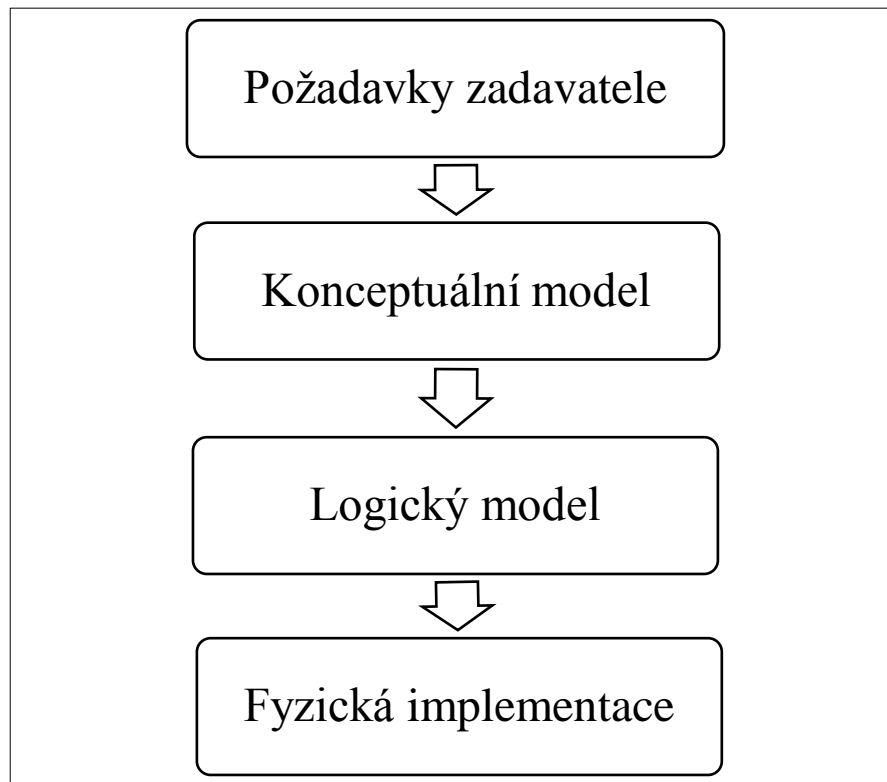 Požadavky zadavatele
Konceptuální model
Logický model
Fyzická implementace